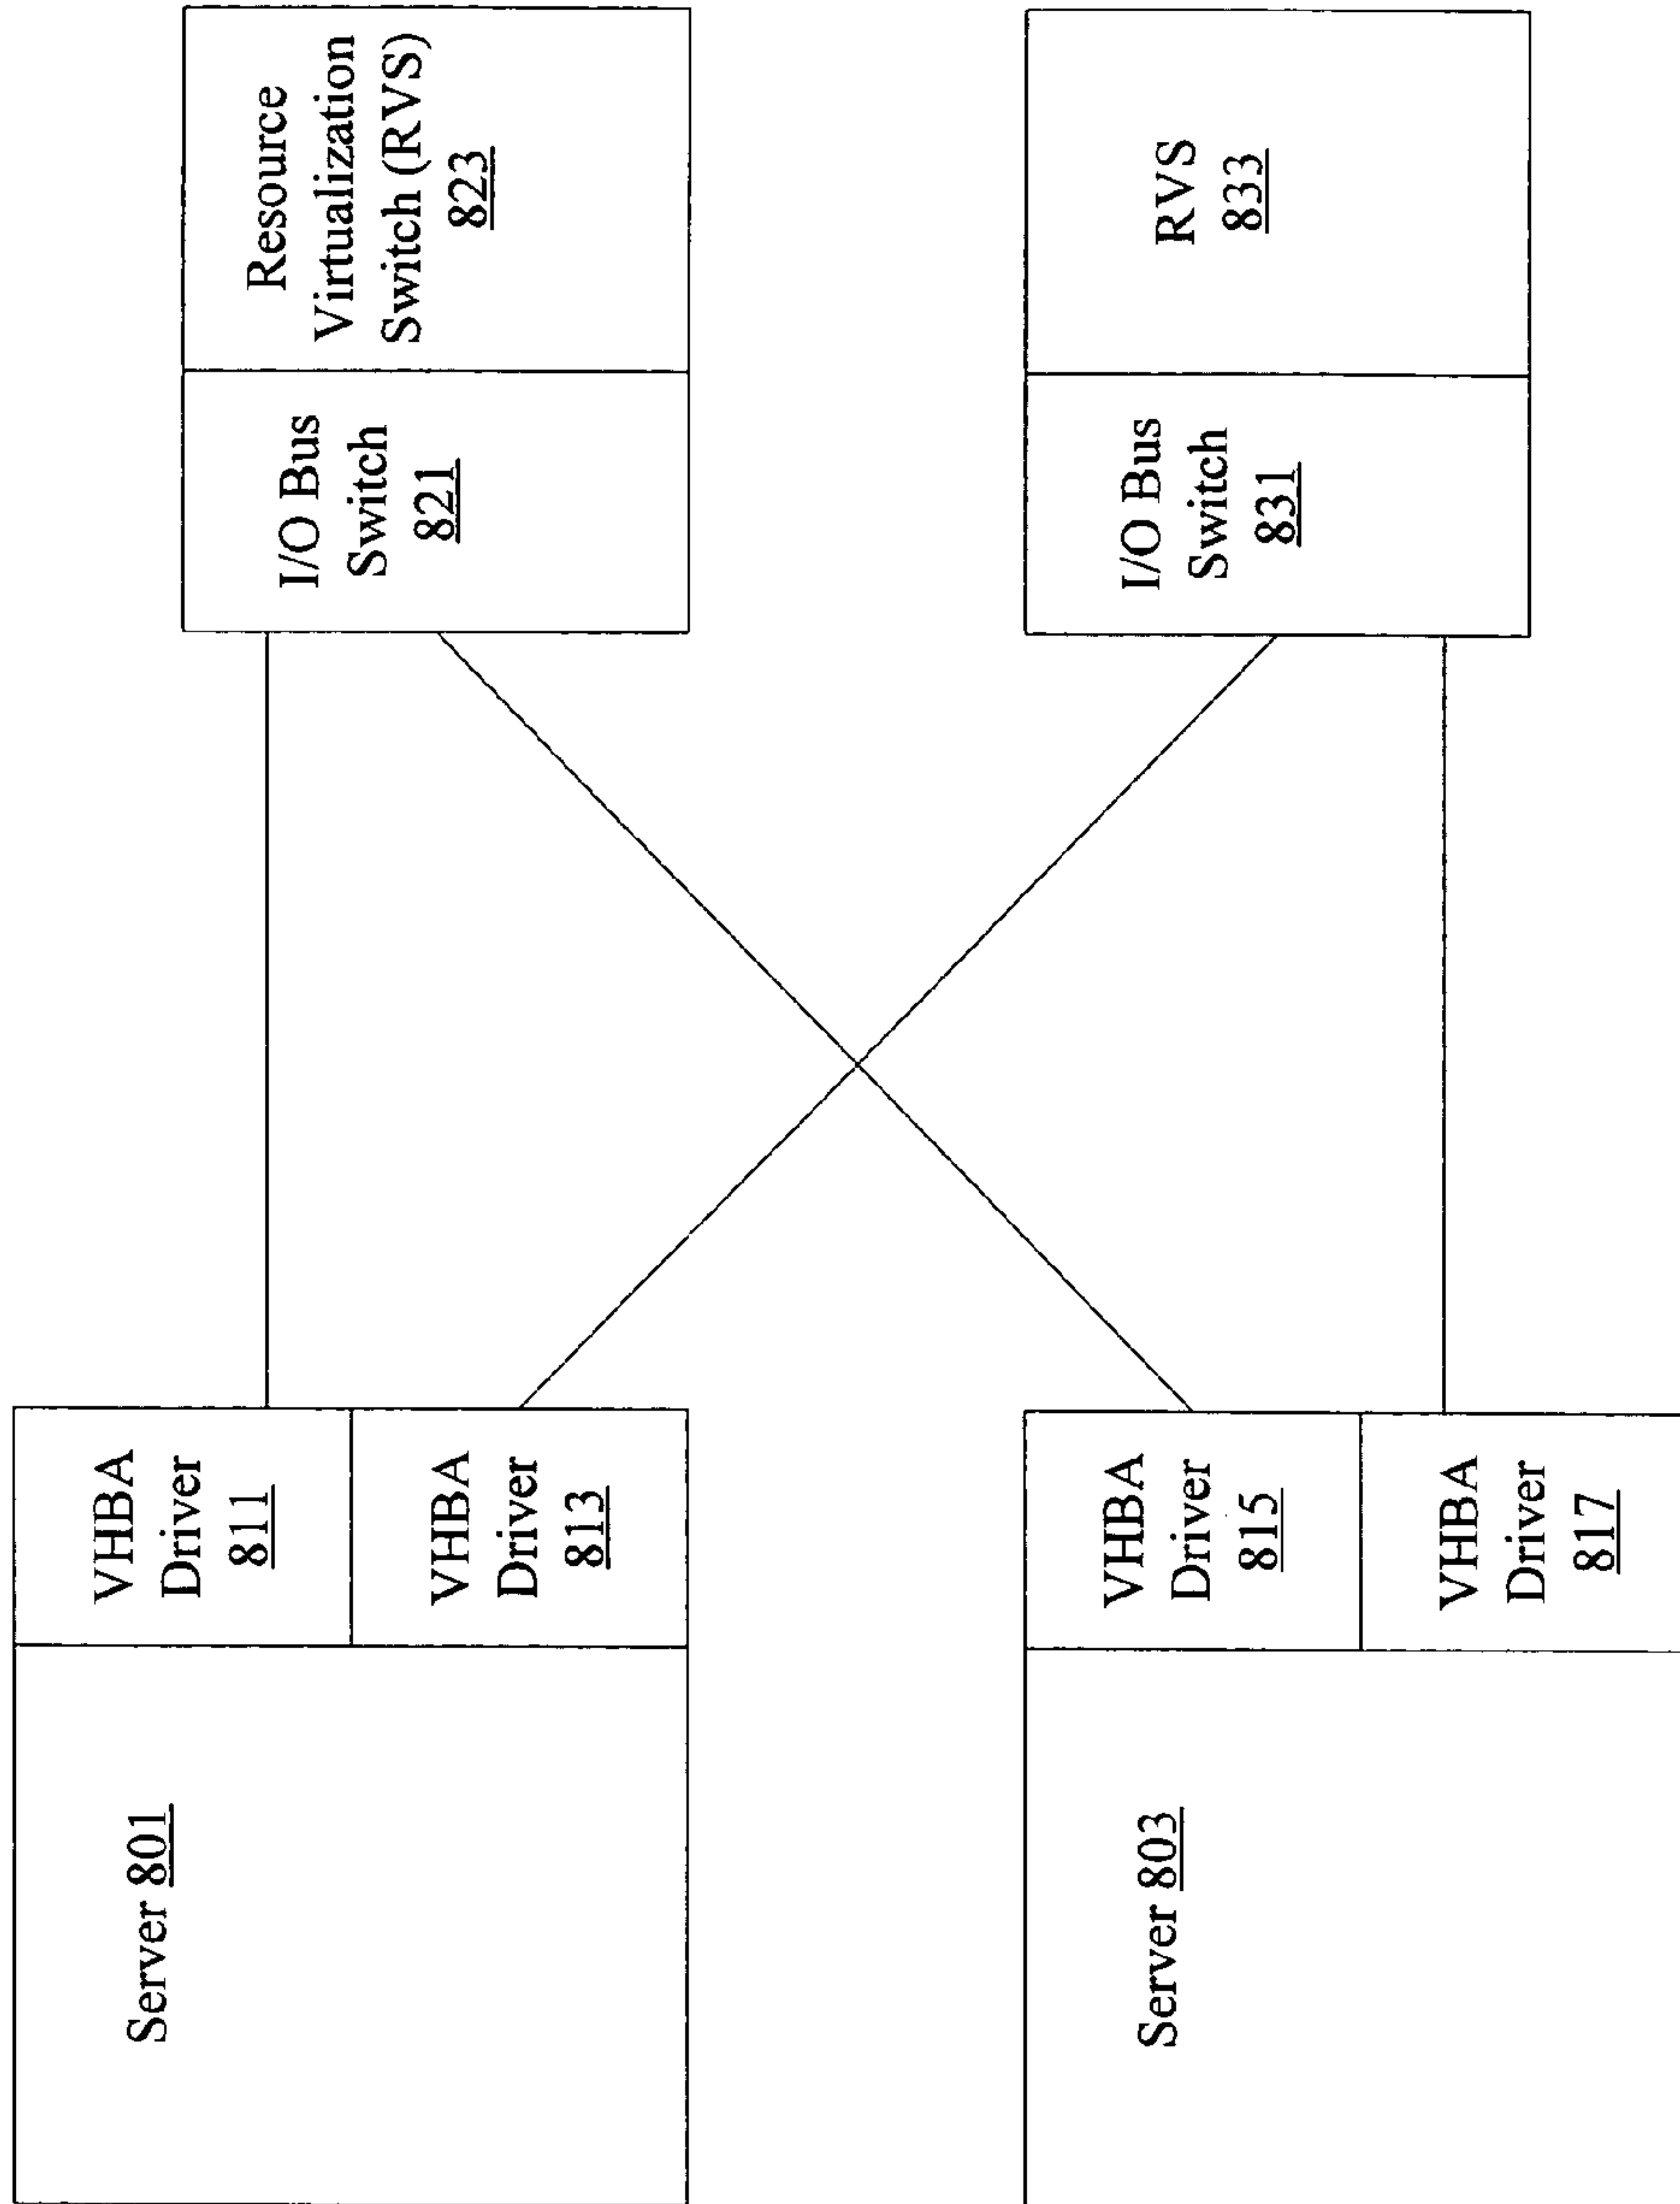 Server 801
VHBA
Driver
811
VHBA
Driver
813
I/O Bus
Switch
821
Resource
Virtualization
Switch (RVS)
823
Server 803
VHBA
Driver
815
VHBA
Driver
817
I/O Bus
Switch
831
RVS
833